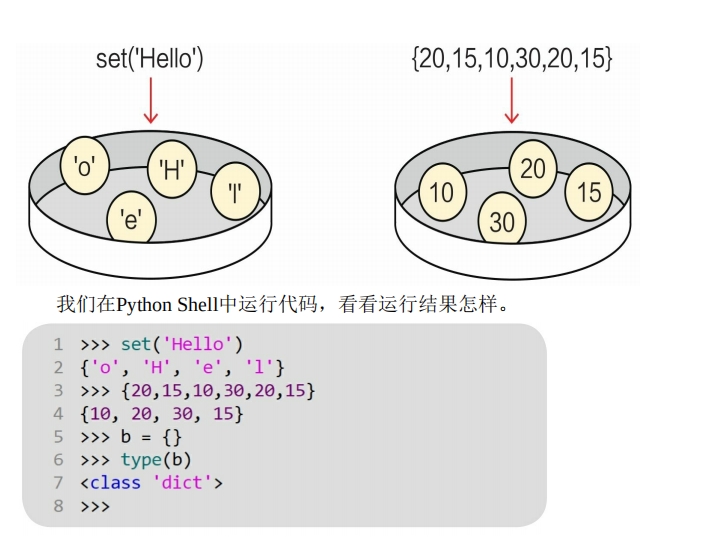 set('Hello') {20,15,10,30,20,15}
'o' 'H' 'l' 'e'
10 20 15 30
我们在Python Shell中运行代码，看看运行结果怎样。
1 >>> set('Hello')
2 {'o', 'H', 'e', 'l'}
3 >>> {20,15,10,30,20,15}
4 {10, 20, 30, 15}
5 >>> b = {}
6 >>> type(b)
7 <class 'dict'>
8 >>>